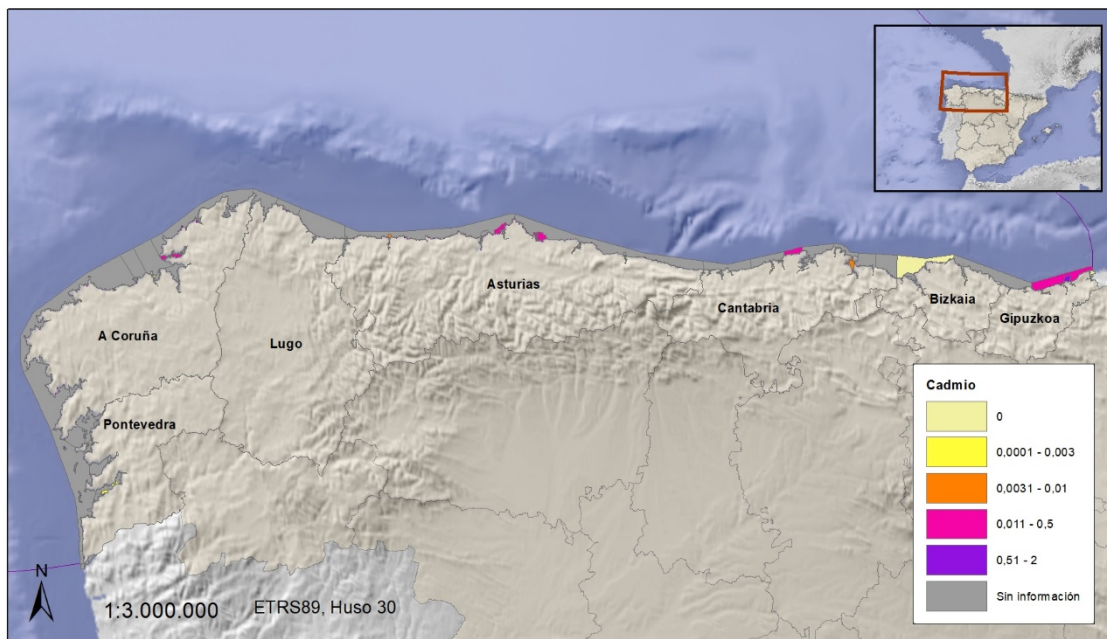 Asturias
Bizkaia
Cantabria
Gipuzkoa
A Coruña
Lugo
Pontevedra
Cadmio
0
0,0001 - 0,003
0,0031 - 0,01
0,011 - 0,5
0,51 - 2
Sin información
N
1:3.000.000
ETRS89, Huso 30